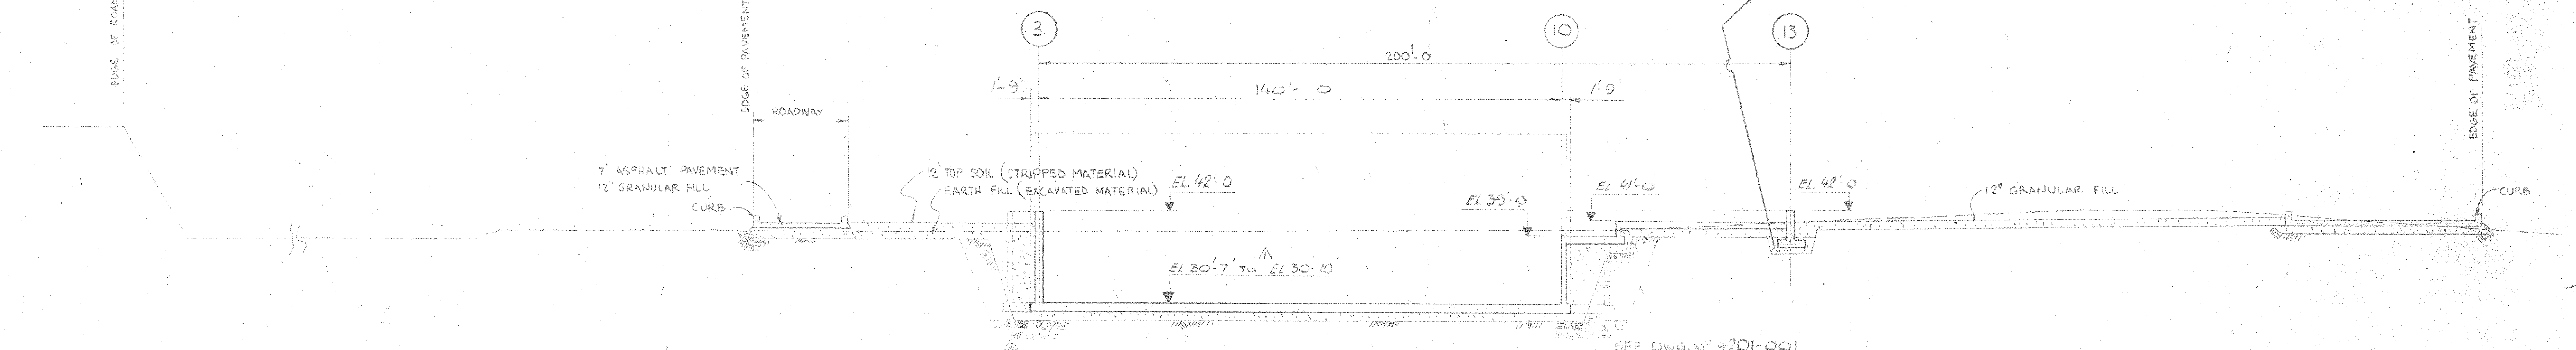 EDGE OF ROAD
EDGE OF PAVEMENT
3
10
13
EDGE OF PAVEMENT
200'-0
1'-9"
140'-0
1'-9"
ROADWAY
7" ASPHALT PAVEMENT
12" GRANULAR FILL
CURB
12" TOP SOIL (STRIPPED MATERIAL)
EARTH FILL (EXCAVATED MATERIAL)
EL. 42'-0
EL 39'-0
EL 41'-0
EL. 42'-0
12" GRANULAR FILL
CURB
1
EL 30'-7" TO EL 30'-10"
SEE DWG. Nº 4201-001